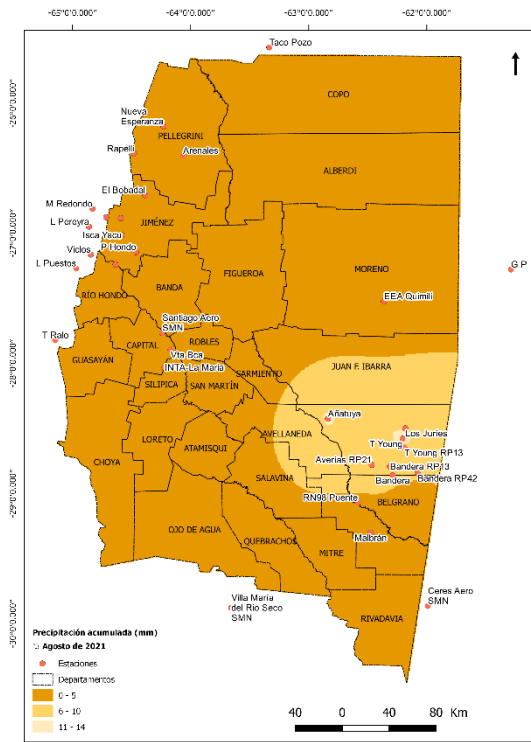 -65°0'0.000"
-64°0'0.000"
-63°0'0.000"
-62°0'0.000"
Taco Pozo
-25°0'0.000"
COPO
Nueva
Esperanza
PELLEGRINI
Rapelli
Arenales
ALBERDI
El Bobadal
M Redondo
L Pereyra
JIMÉNEZ
Isca Yacu
-27°0'0.000"
Viclos
P Hondo
L Puestos
FIGUEROA
MORENO
G P
RÍO HONDO
BANDA
EEA Quimili
Santiago Aero
SMN
T Ralo
CAPITAL
ROBLES
-28°0'0.000"
GUASAYÁN
Vta Bca
INTA-La María
JUAN F. IBARRA
SARMIENTO
SILIPICA
SAN MARTÍN
Añatuya
LORETO
AVELLANEDA
Los Juries
ATAMISQUI
T Young
T Young RP13
CHOYA
Averias RP21
Bandera RP13
SALAVINA
Bandera
Bandera RP42
-29°0'0.000"
RN98 Puente
BELGRANO
OJO DE AGUA
QUEBRACHOS
Malbrán
MITRE
Villa María
del Rio Seco
SMN
Ceres Aero
SMN
-30°0'0.000"
RIVADAVIA
Precipitación acumulada (mm)
Agosto de 2021
Estaciones
Departamentos
0 - 5
6 - 10
11 - 14
40 0 40 80 Km